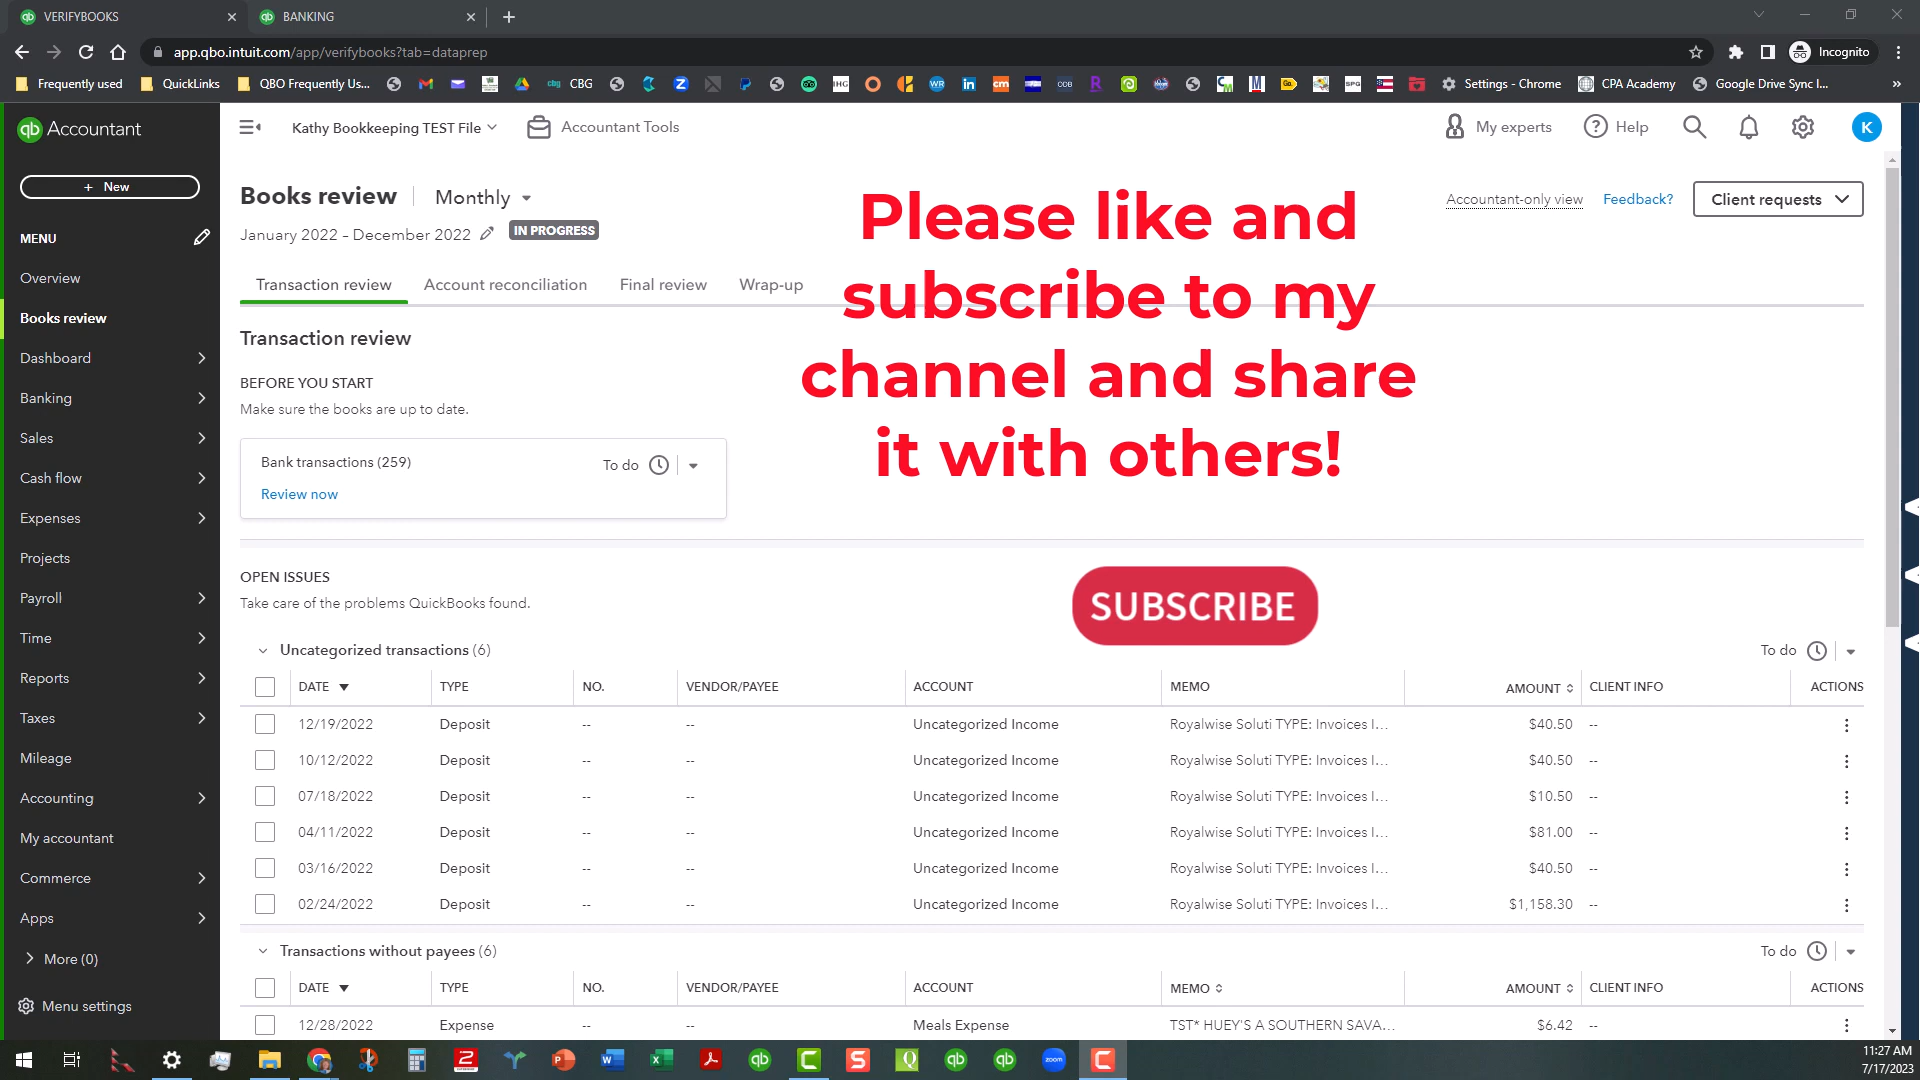 VERIFYBOOKS
BANKING
app.qbo.intuit.com/app/verifybooks?tab=dataprep
Incognito
Frequently used
QuickLinks
QBO Frequently Us...
CBG
Settings - Chrome
CPA Academy
Google Drive Sync I...
»
qb Accountant
Kathy Bookkeeping TEST File
Accountant Tools
My experts
Help
K
+ New
MENU
Overview
Books review
Dashboard
Banking
Sales
Cash flow
Expenses
Projects
Payroll
Time
Reports
Taxes
Mileage
Accounting
My accountant
Commerce
Apps
More (0)
Menu settings
Books review
Monthly
January 2022 – December 2022
IN PROGRESS
Accountant-only view
Feedback?
Client requests
Please like and
subscribe to my
channel and share
it with others!
Transaction review
Account reconciliation
Final review
Wrap-up
Transaction review
BEFORE YOU START
Make sure the books are up to date.
Bank transactions (259)
To do
Review now
OPEN ISSUES
Take care of the problems QuickBooks found.
SUBSCRIBE
Uncategorized transactions (6)
To do
DATE TYPE NO. VENDOR/PAYEE ACCOUNT MEMO AMOUNT CLIENT INFO ACTIONS
12/19/2022 Deposit -- -- Uncategorized Income Royalwise Soluti TYPE: Invoices I... $40.50 --
10/12/2022 Deposit -- -- Uncategorized Income Royalwise Soluti TYPE: Invoices I... $40.50 --
07/18/2022 Deposit -- -- Uncategorized Income Royalwise Soluti TYPE: Invoices I... $10.50 --
04/11/2022 Deposit -- -- Uncategorized Income Royalwise Soluti TYPE: Invoices I... $81.00 --
03/16/2022 Deposit -- -- Uncategorized Income Royalwise Soluti TYPE: Invoices I... $40.50 --
02/24/2022 Deposit -- -- Uncategorized Income Royalwise Soluti TYPE: Invoices I... $1,158.30 --
Transactions without payees (6)
To do
DATE TYPE NO. VENDOR/PAYEE ACCOUNT MEMO AMOUNT CLIENT INFO ACTIONS
12/28/2022 Expense -- -- Meals Expense TST* HUEY'S A SOUTHERN SAVA... $6.42 --
11:27 AM
7/17/2023